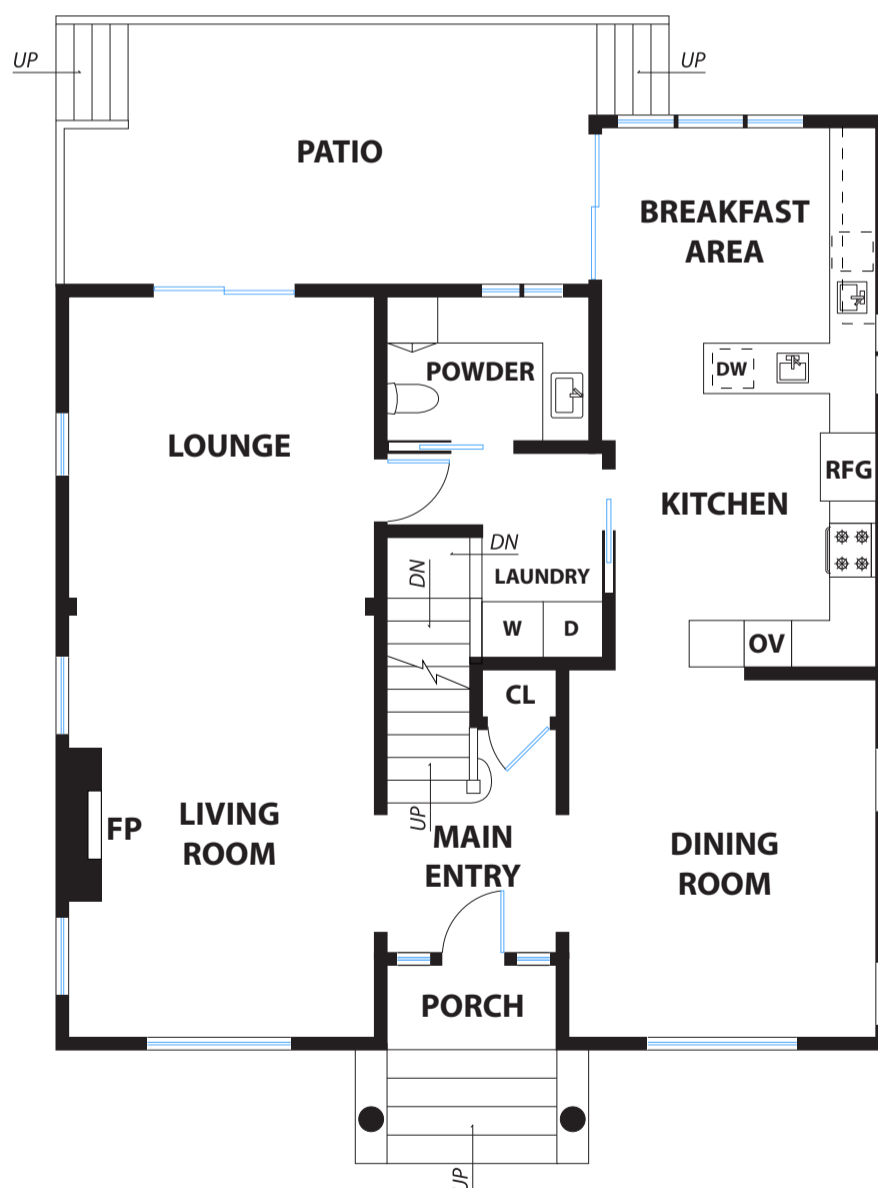 UP
UP
PATIO
BREAKFAST
AREA
POWDER
DW
LOUNGE
RFG
KITCHEN
DN
DN
LAUNDRY
W
D
OV
CL
FP
LIVING
ROOM
UP
MAIN
ENTRY
DINING
ROOM
PORCH
UP